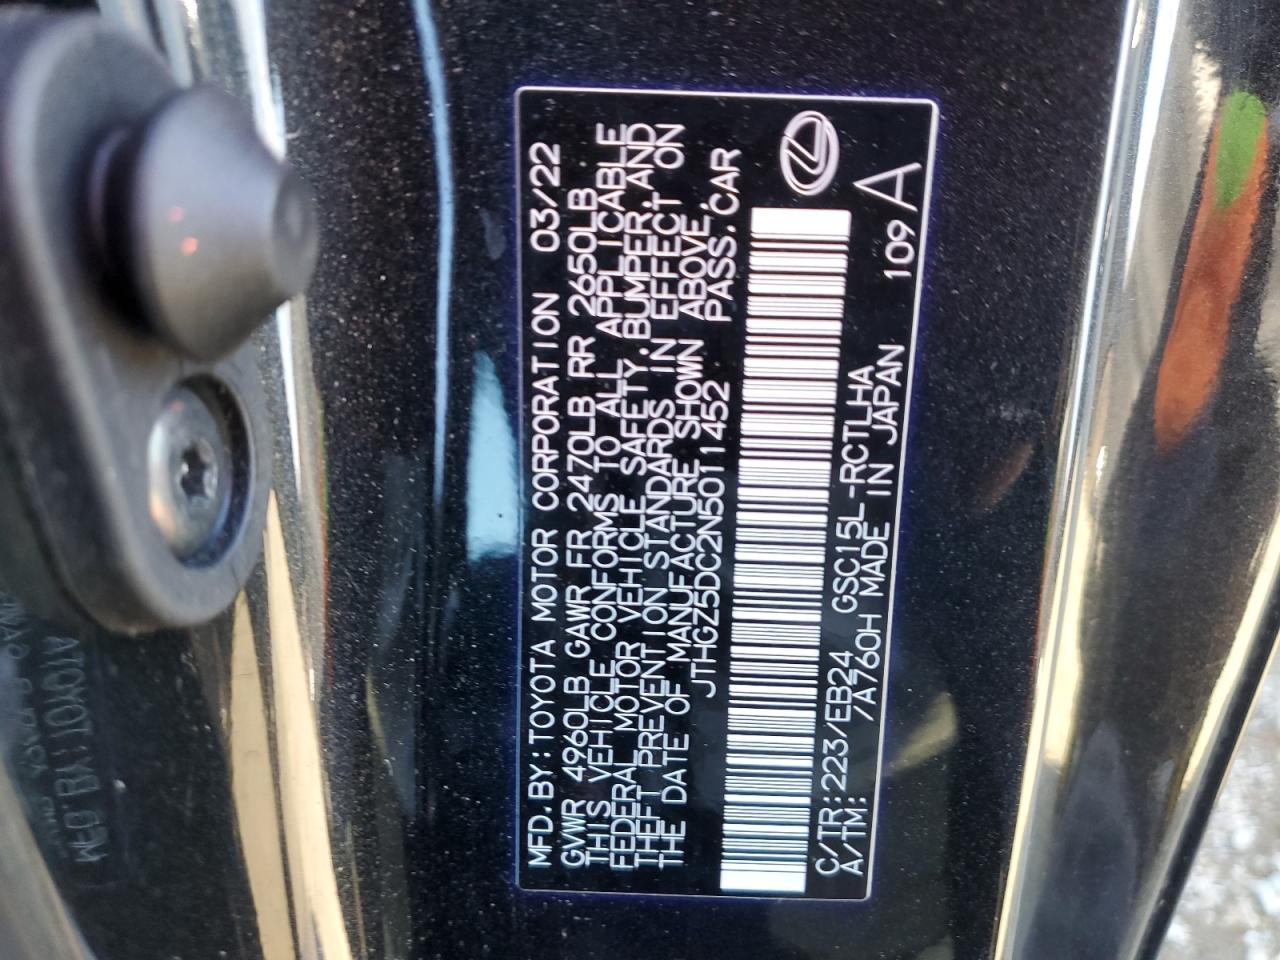 MFD.BY:TOYOTA MOTOR CORPORATION 03/22
GVWR 4960LB GAWR FR 2470LB RR 2650LB
THIS VEHICLE CONFORMS TO ALL APPLICABLE
FEDERAL MOTOR VEHICLE SAFETY, BUMPER, AND
THEFT PREVENTION STANDARDS IN EFFECT ON
THE DATE OF MANUFACTURE SHOWN ABOVE.
JTHGZ5DC2N5011452 PASS.CAR
C/TR:223/EB24 GSC15L-RCTLHA 109 A
A/TM: /A760H MADE IN JAPAN